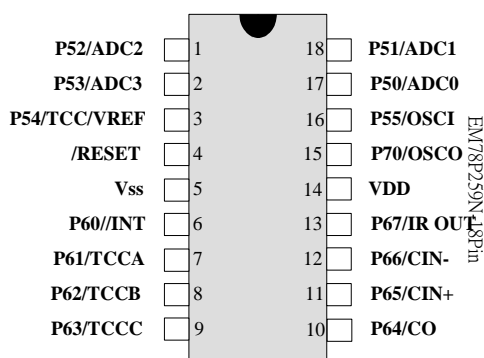 P52/ADC2 1 18 P51/ADC1
P53/ADC3 2 17 P50/ADC0
P54/TCC/VREF 3 16 P55/OSCI
/RESET 4 15 P70/OSCO
Vss 5 14 VDD
P60//INT 6 13 P67/IR OUT
P61/TCCA 7 12 P66/CIN-
P62/TCCB 8 11 P65/CIN+
P63/TCCC 9 10 P64/CO
EM78P259N-18Pin